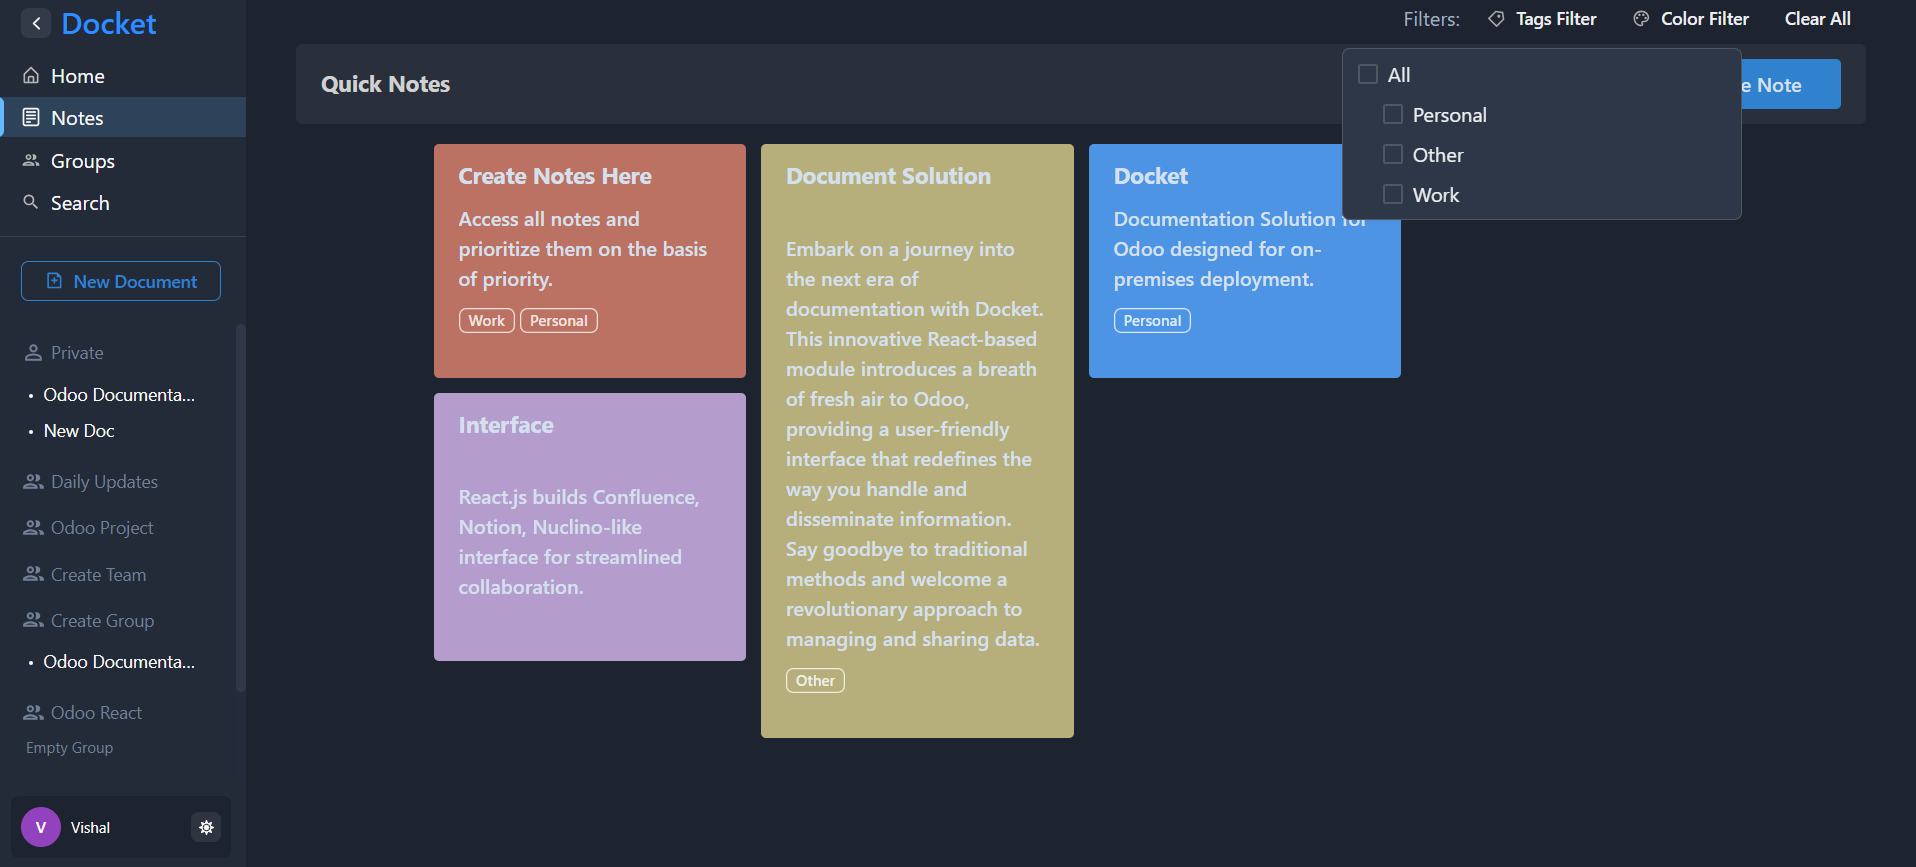 Docket
Home
Notes
Groups
Search
New Document
Private
Odoo Documenta...
New Doc
Daily Updates
Odoo Project
Create Team
Create Group
Odoo Documenta...
Odoo React
Empty Group
V
Vishal
Filters:
Tags Filter
Color Filter
Clear All
Quick Notes
e Note
All
Personal
Other
Work
Create Notes Here
Access all notes and
prioritize them on the basis
of priority.
Work
Personal
Interface
React.js builds Confluence,
Notion, Nuclino-like
interface for streamlined
collaboration.
Document Solution
Embark on a journey into
the next era of
documentation with Docket.
This innovative React-based
module introduces a breath
of fresh air to Odoo,
providing a user-friendly
interface that redefines the
way you handle and
disseminate information.
Say goodbye to traditional
methods and welcome a
revolutionary approach to
managing and sharing data.
Other
Docket
Documentation Solution for
Odoo designed for on-
premises deployment.
Personal